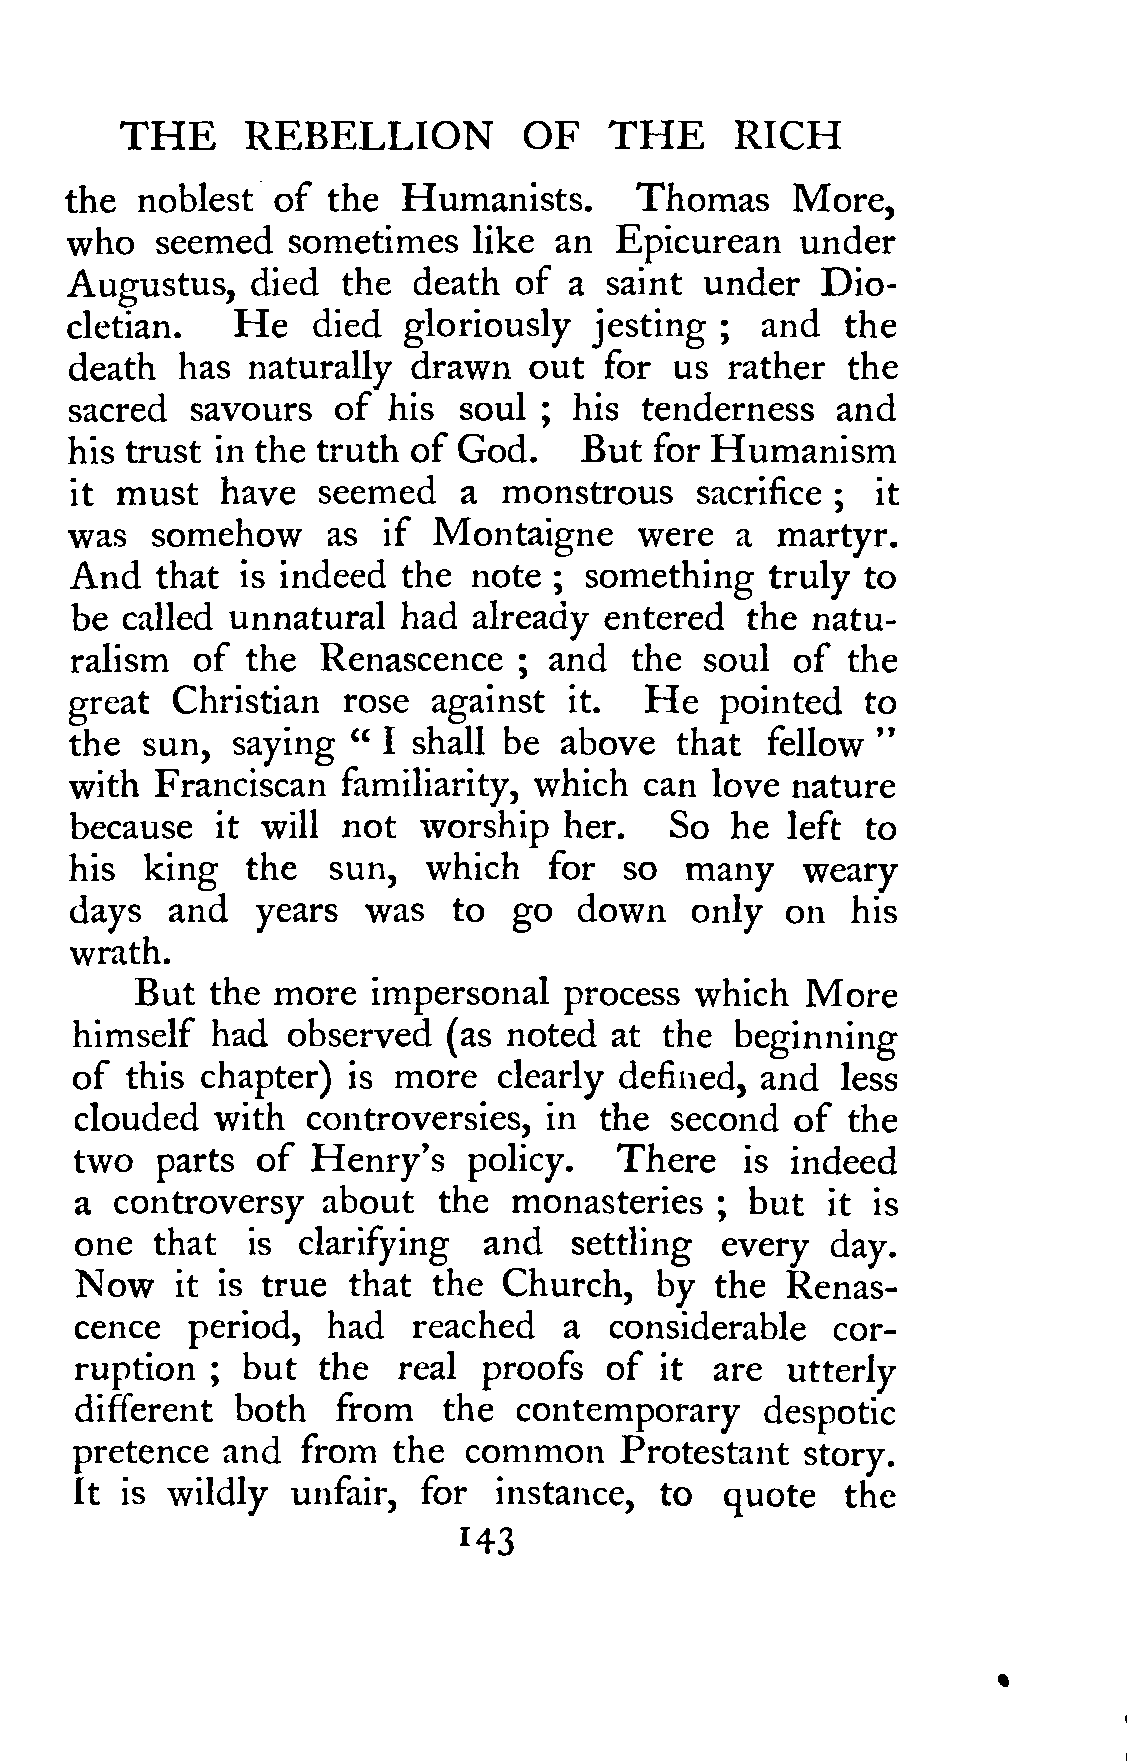 THE REBELLION OF THE RICH
the noblest of the Humanists. Thomas More,
who seemed sometimes like an Epicurean under
Augustus, died the death of a saint under Dio-
cletian. He died gloriously jesting ; and the
death has naturally drawn out for us rather the
sacred savours of his soul ; his tenderness and
his trust in the truth of God. But for Humanism
it must have seemed a monstrous sacrifice ; it
was somehow as if Montaigne were a martyr.
And that is indeed the note ; something truly to
be called unnatural had already entered the natu-
ralism of the Renascence ; and the soul of the
great Christian rose against it. He pointed to
the sun, saying “ I shall be above that fellow ”
with Franciscan familiarity, which can love nature
because it will not worship her. So he left to
his king the sun, which for so many weary
days and years was to go down only on his
wrath.
But the more impersonal process which More
himself had observed (as noted at the beginning
of this chapter) is more clearly defined, and less
clouded with controversies, in the second of the
two parts of Henry's policy. There is indeed
a controversy about the monasteries ; but it is
one that is clarifying and settling every day.
Now it is true that the Church, by the Renas-
cence period, had reached a considerable cor-
ruption ; but the real proofs of it are utterly
different both from the contemporary despotic
pretence and from the common Protestant story.
It is wildly unfair, for instance, to quote the
143